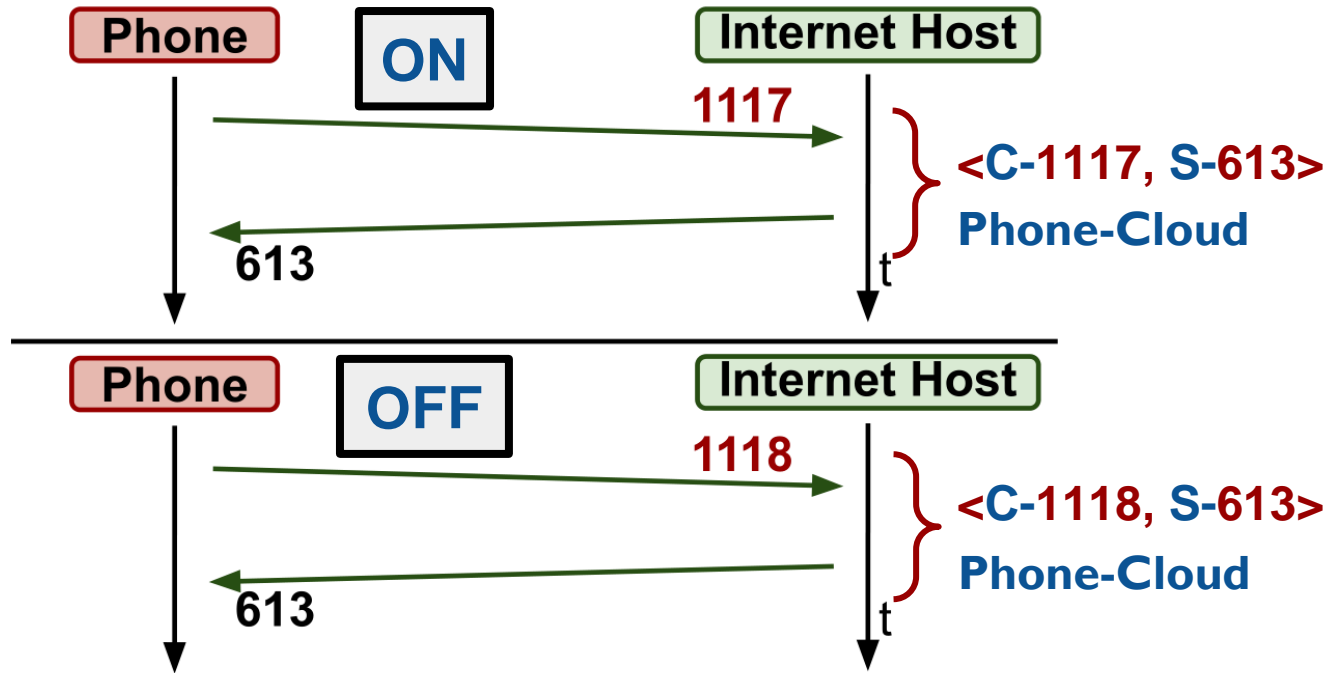 Phone
ON
Internet Host
1117
<C-1117, S-613>
Phone-Cloud
613
t
Phone
OFF
Internet Host
1118
<C-1118, S-613>
Phone-Cloud
613
t